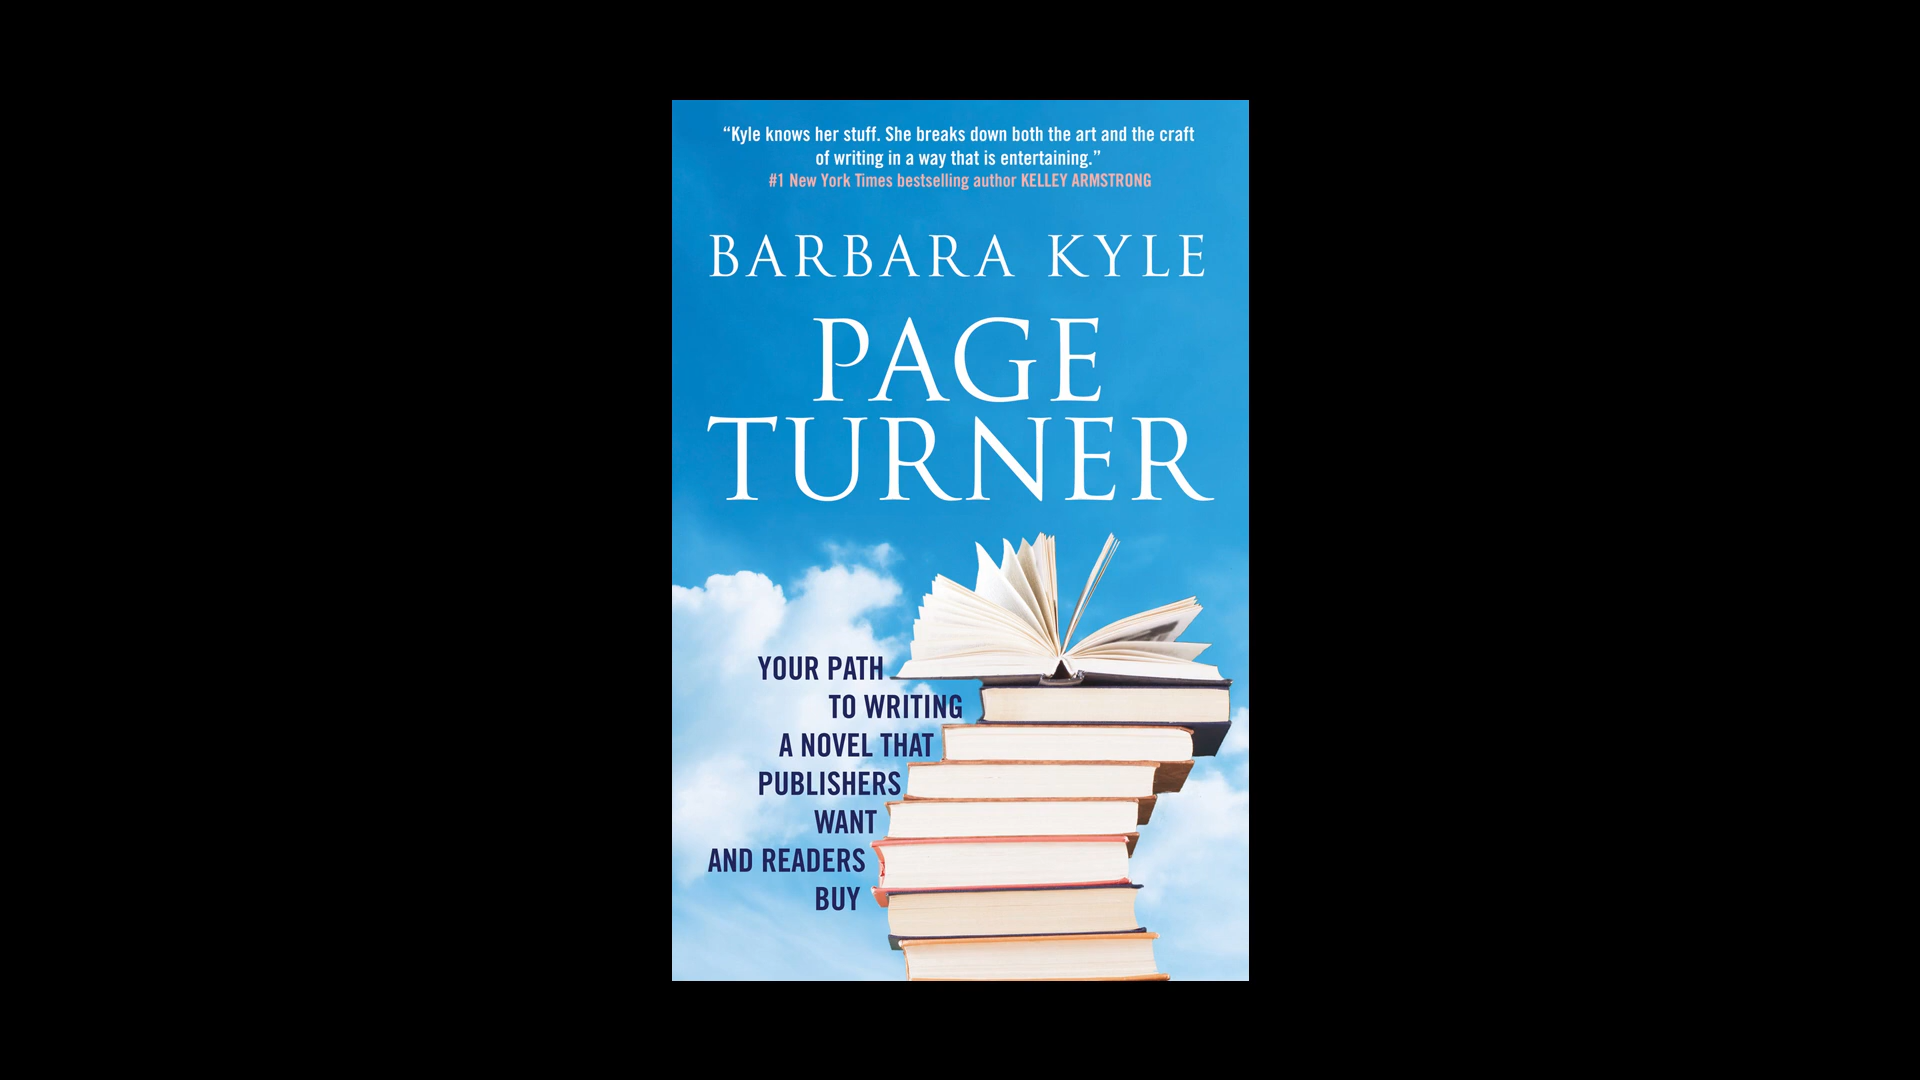 “Kyle knows her stuff. She breaks down both the art and the craft
of writing in a way that is entertaining.”
#1 New York Times bestselling author KELLEY ARMSTRONG
BARBARA KYLE
PAGE
TURNER
YOUR PATH
TO WRITING
A NOVEL THAT
PUBLISHERS
WANT
AND READERS
BUY